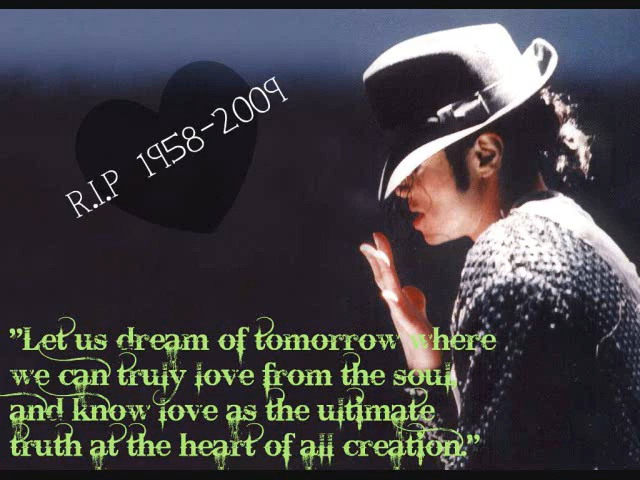 R.I.P 1958-2009
"Let us dream of tomorrow where
we can truly love from the soul,
and know love as the ultimate
truth at the heart of all creation."